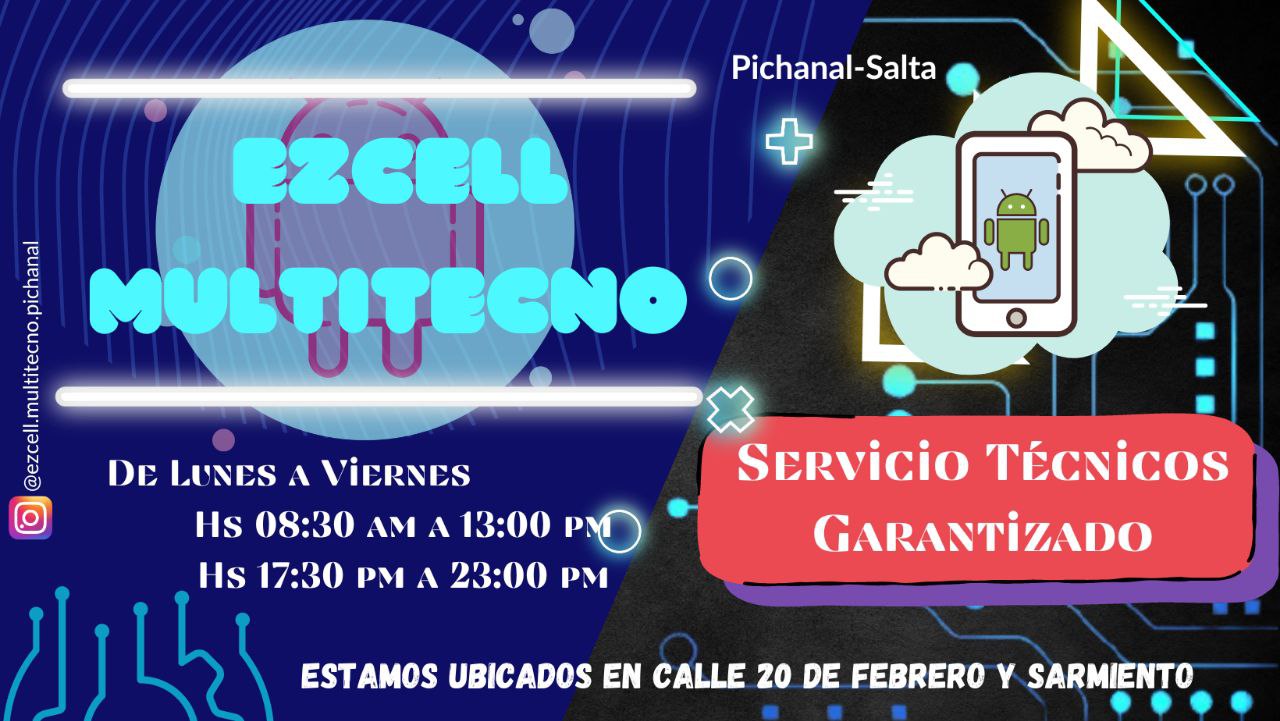 Pichanal-Salta
EZCELL
MULTITECNO
@ezcell.multitecno.pichanal
De Lunes a Viernes
Hs 08:30 am a 13:00 pm
Hs 17:30 pm a 23:00 pm
Servicio Técnicos
Garantizado
ESTAMOS UBICADOS EN CALLE 20 DE FEBRERO Y SARMIENTO